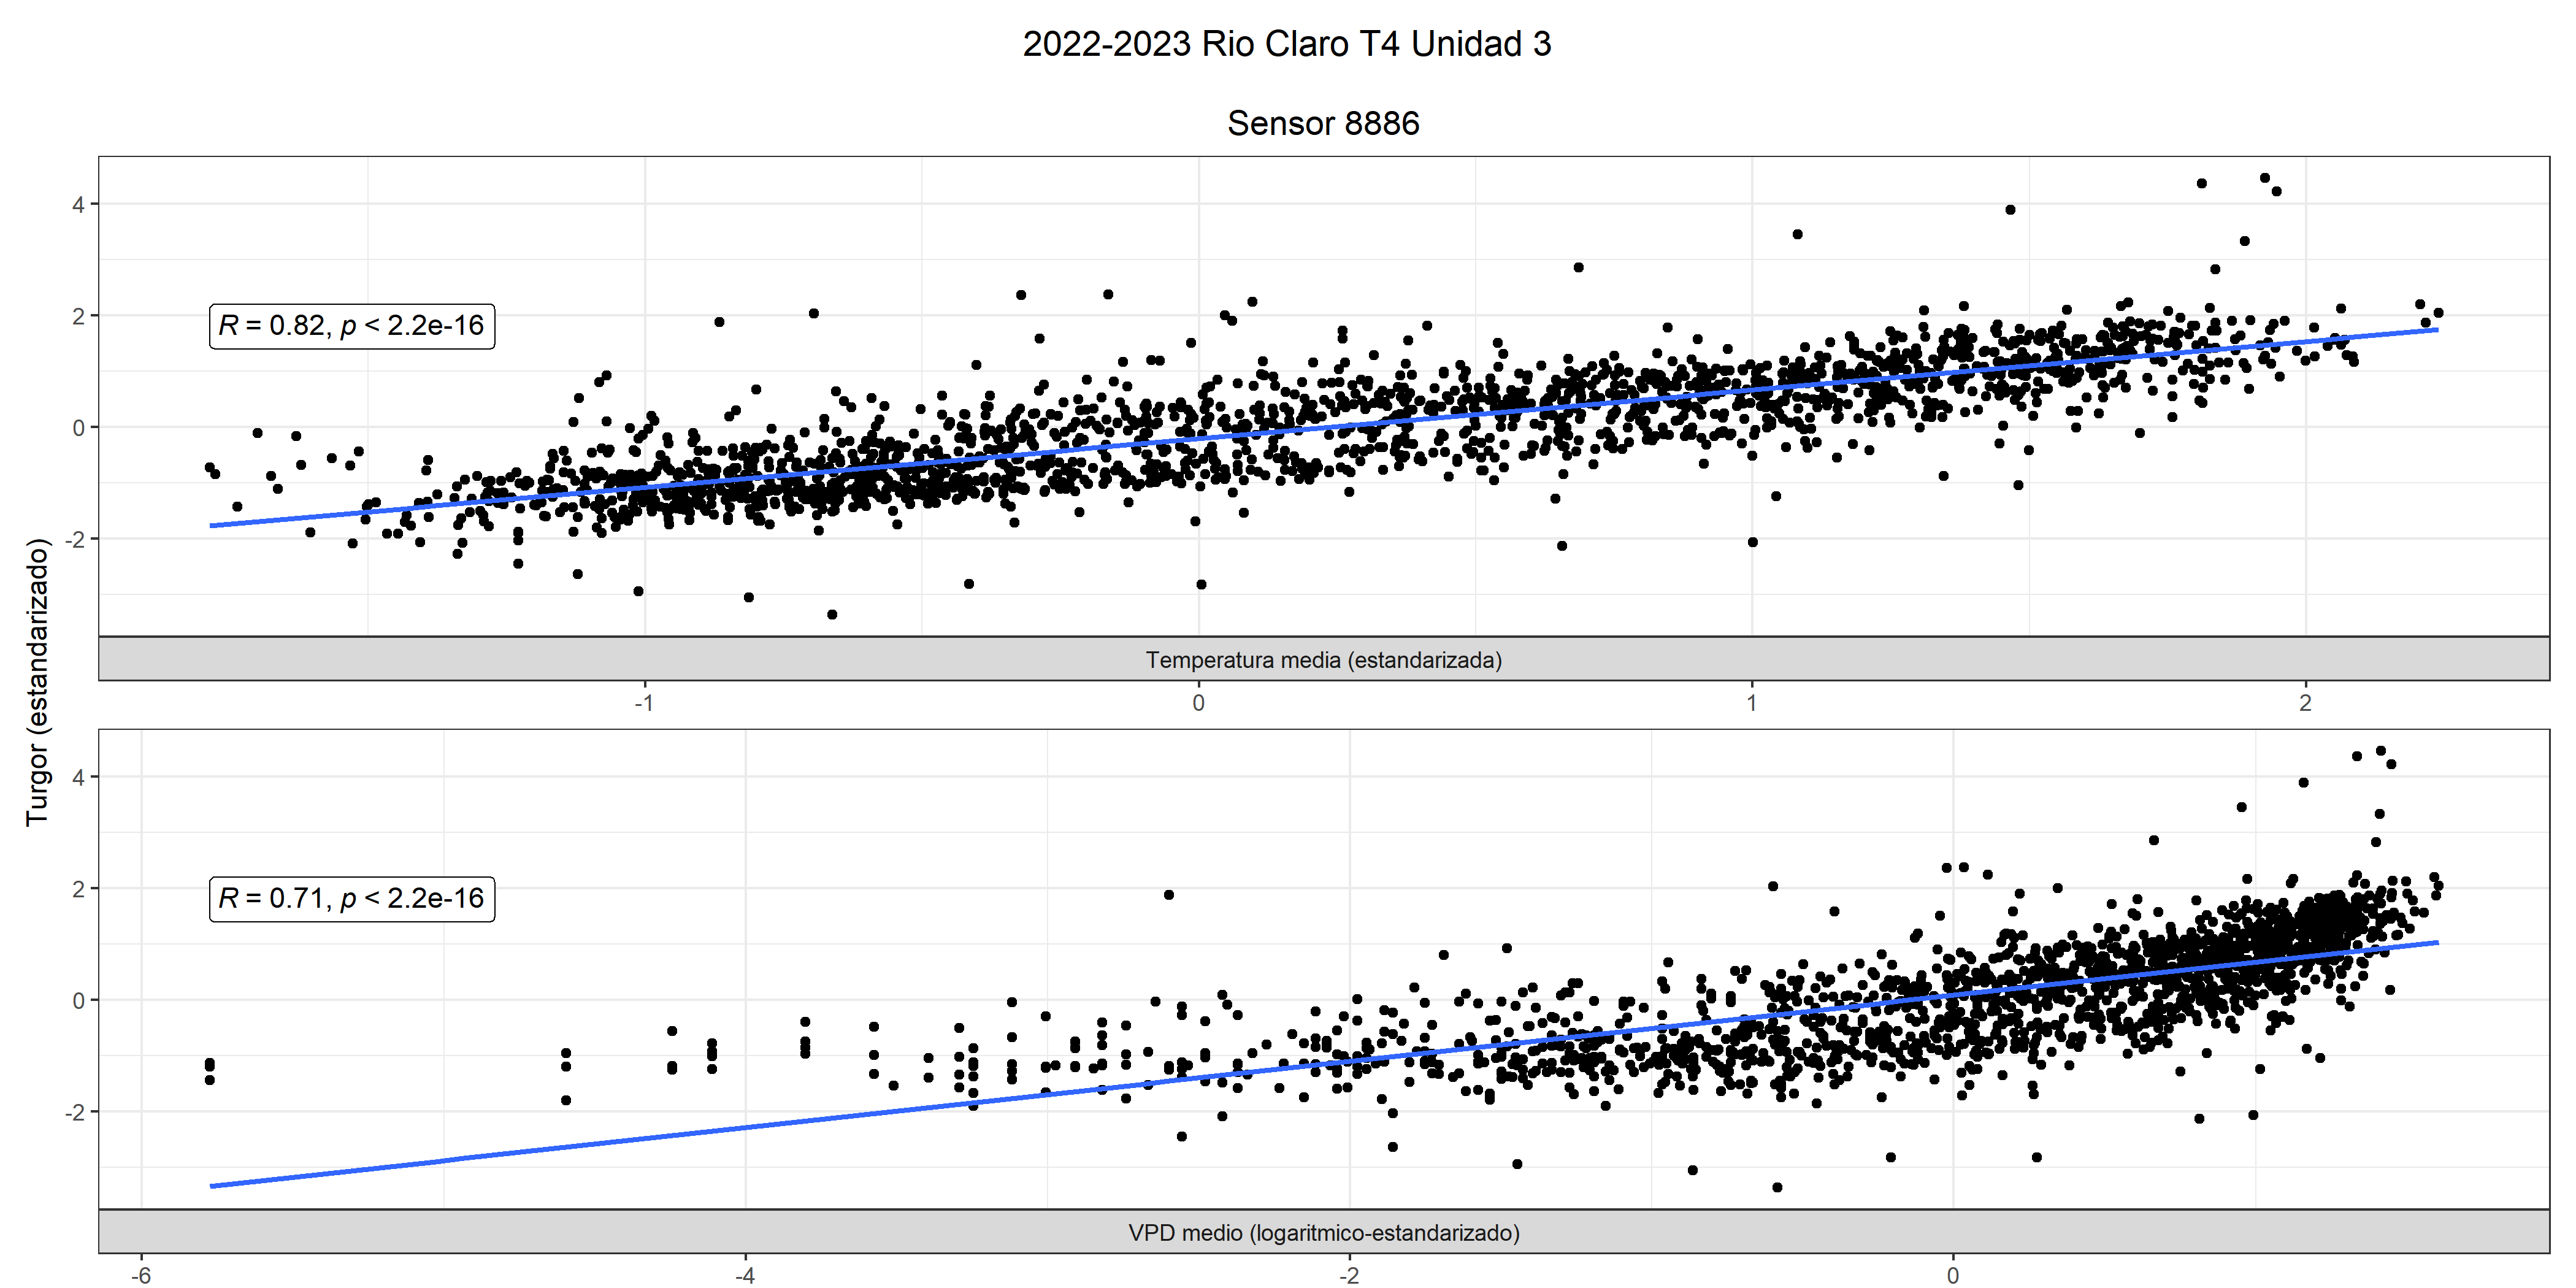 2022-2023 Rio Claro T4 Unidad 3
Sensor 8886
Turgor (estandarizado)
4
2
0
-2
R = 0.82, p < 2.2e-16
Temperatura media (estandarizada)
-1 0 1 2
4
2
0
-2
R = 0.71, p < 2.2e-16
VPD medio (logaritmico-estandarizado)
-6 -4 -2 0